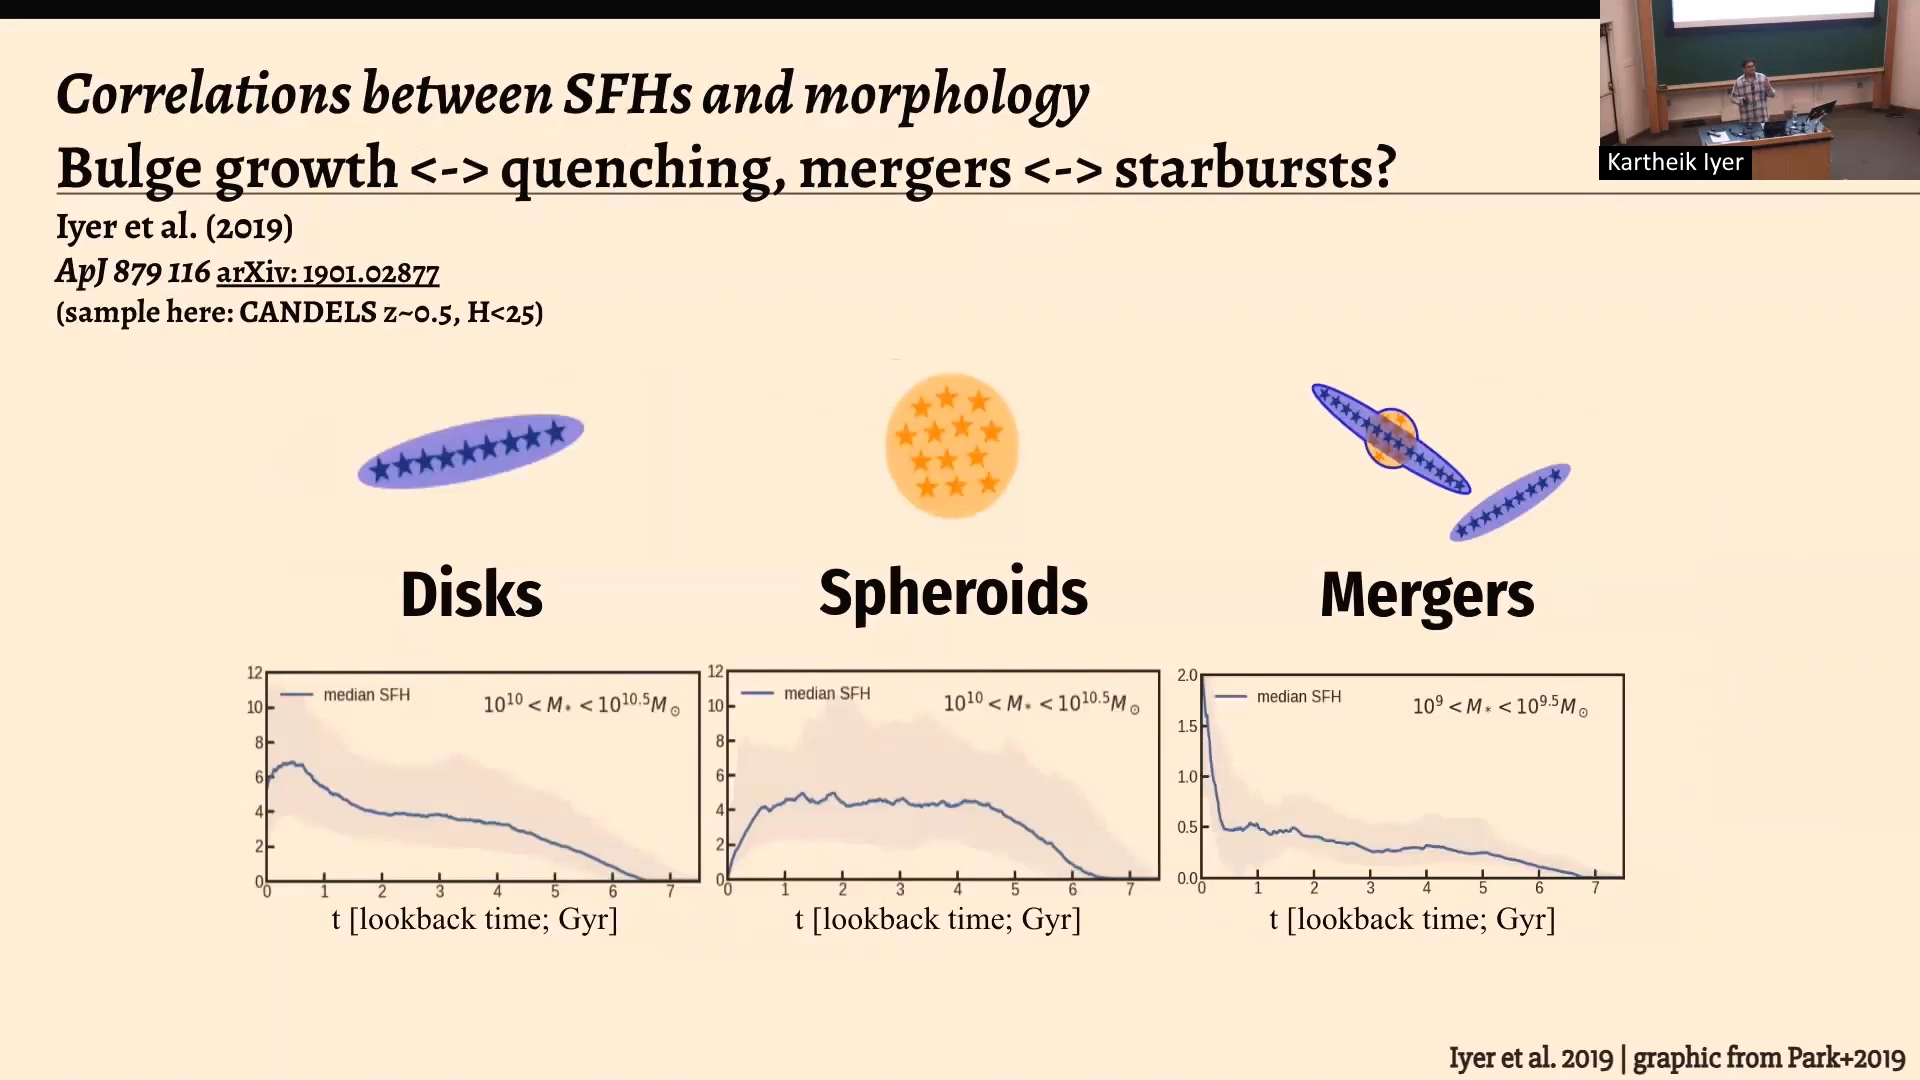 Correlations between SFHs and morphology
Bulge growth <-> quenching, mergers <-> starbursts?
Kartheik Iyer
Iyer et al. (2019)
ApJ 879 116 arXiv: 1901.02877
(sample here: CANDELS z~0.5, H<25)
Disks
Spheroids
Mergers
12
10
8
6
4
2
0
median SFH
10^10 < M* < 10^10.5 M⊙
0 1 2 3 4 5 6 7
t [lookback time; Gyr]
12
10
8
6
4
2
0
median SFH
10^10 < M* < 10^10.5 M⊙
0 1 2 3 4 5 6 7
t [lookback time; Gyr]
2.0
1.5
1.0
0.5
0.0
median SFH
10^9 < M* < 10^9.5 M⊙
0 1 2 3 4 5 6 7
t [lookback time; Gyr]
Iyer et al. 2019 | graphic from Park+2019